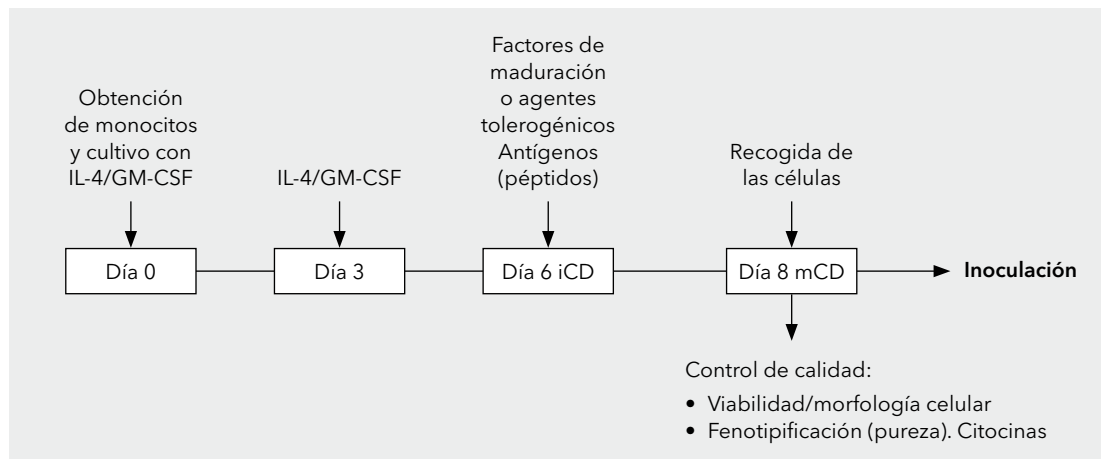 Obtención
de monocitos
y cultivo con
IL-4/GM-CSF
IL-4/GM-CSF
Factores de
maduración
o agentes
tolerogénicos
Antígenos
(péptidos)
Recogida de
las células
Día 0
Día 3
Día 6 iCD
Día 8 mCD
Inoculación
Control de calidad:
• Viabilidad/morfología celular
• Fenotipificación (pureza). Citocinas